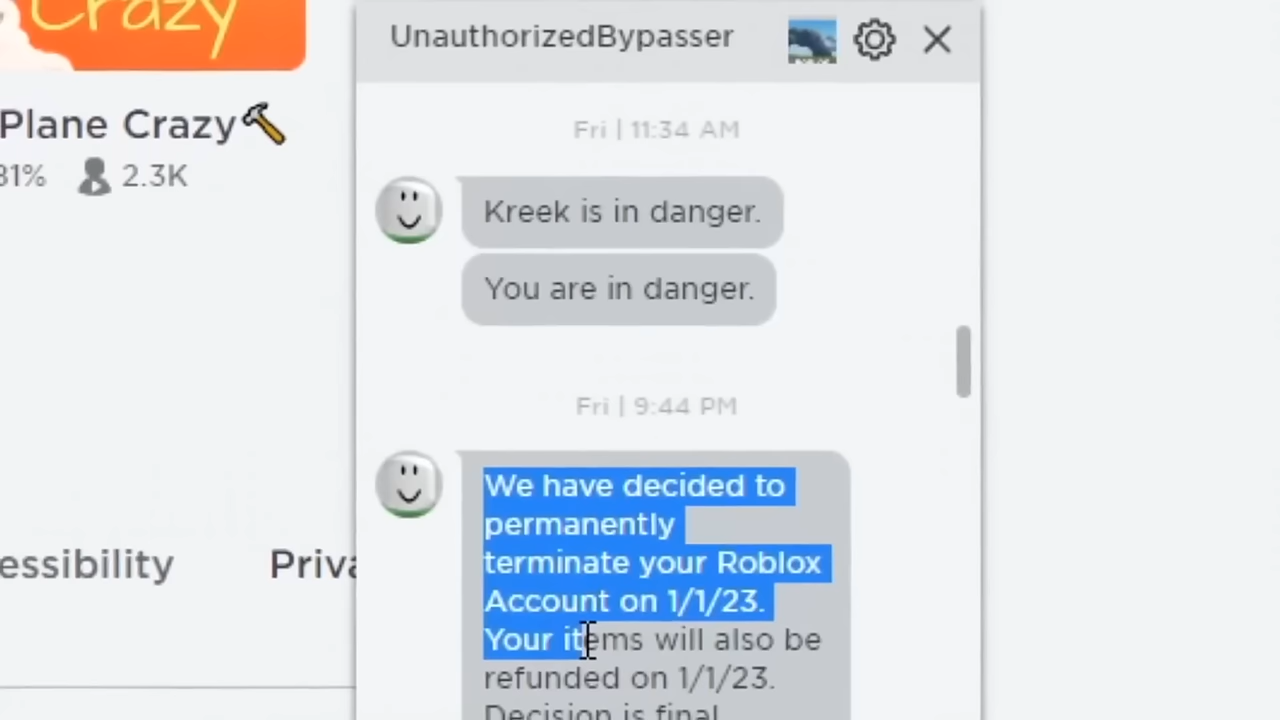 Crazy
UnauthorizedBypasser
Plane Crazy🔨
81% 2.3K
Fri | 11:34 AM
Kreek is in danger.
You are in danger.
Fri | 9:44 PM
We have decided to
permanently
terminate your Roblox
Account on 1/1/23.
Your items will also be
refunded on 1/1/23.
Decision is final.
essibility Priva